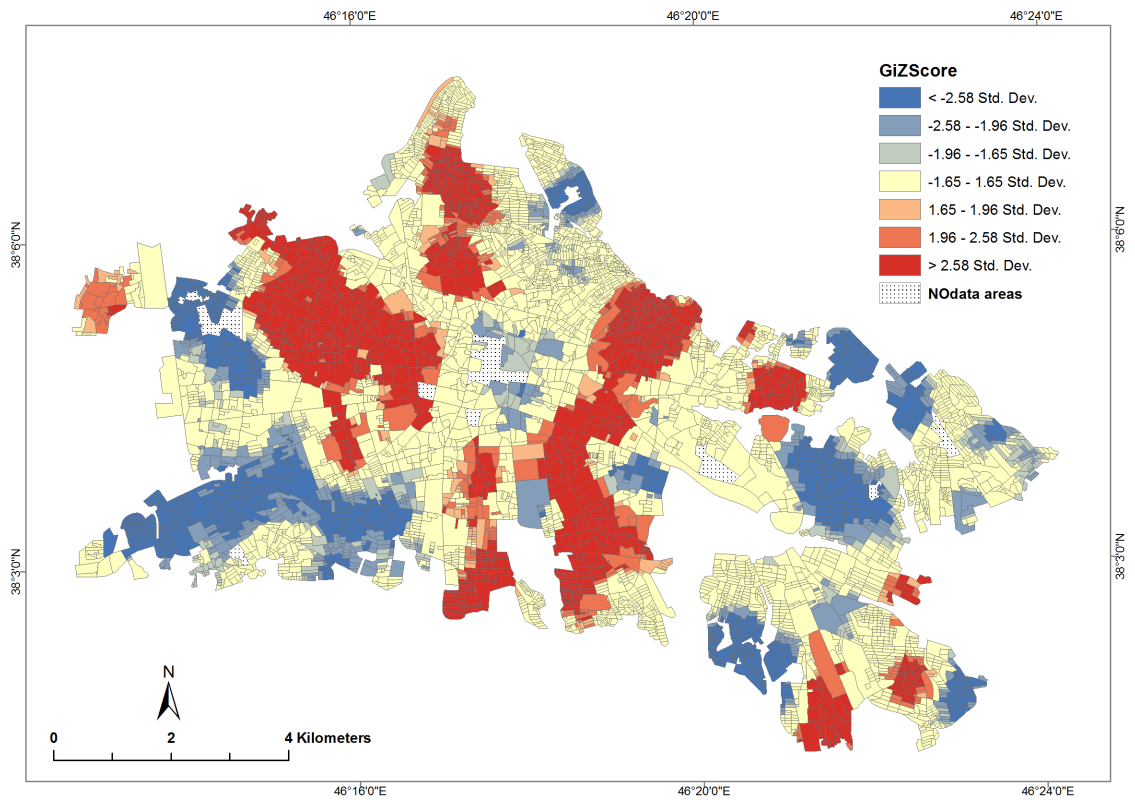 46°16'0"E 46°20'0"E 46°24'0"E
GiZScore
< -2.58 Std. Dev.
-2.58 - -1.96 Std. Dev.
-1.96 - -1.65 Std. Dev.
-1.65 - 1.65 Std. Dev.
1.65 - 1.96 Std. Dev.
1.96 - 2.58 Std. Dev.
> 2.58 Std. Dev.
NOdata areas
38°6'0"N 38°6'0"N
38°3'0"N 38°3'0"N
N
0 2 4 Kilometers
46°16'0"E 46°20'0"E 46°24'0"E